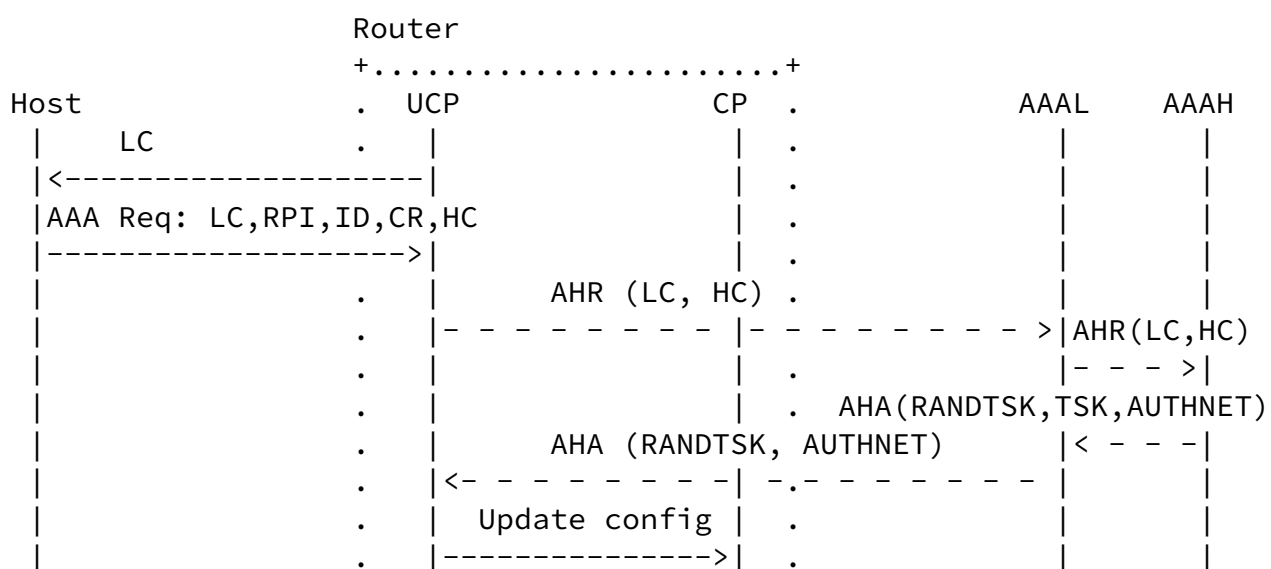 Router
Host UCP CP AAAL AAAH
LC
AAA Req: LC,RPI,ID,CR,HC
AHR (LC, HC)
AHR(LC,HC)
AHA(RANDTSK,TSK,AUTHNET)
AHA (RANDTSK, AUTHNET)
Update config